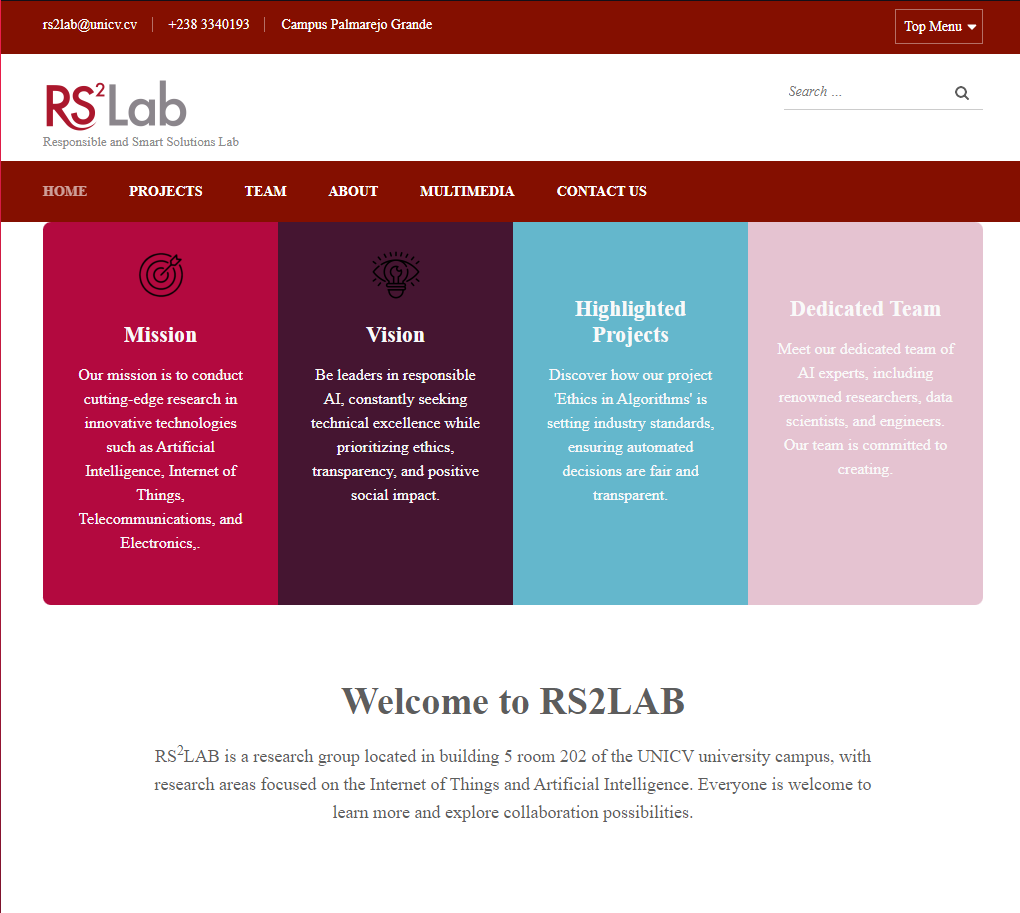 rs2lab@unicv.cv
+238 3340193
Campus Palmarejo Grande
Top Menu
RS²Lab
Responsible and Smart Solutions Lab
Search ...
HOME
PROJECTS
TEAM
ABOUT
MULTIMEDIA
CONTACT US
Mission
Our mission is to conduct
cutting-edge research in
innovative technologies
such as Artificial
Intelligence, Internet of
Things,
Telecommunications, and
Electronics,.
Vision
Be leaders in responsible
AI, constantly seeking
technical excellence while
prioritizing ethics,
transparency, and positive
social impact.
Highlighted
Projects
Discover how our project
'Ethics in Algorithms' is
setting industry standards,
ensuring automated
decisions are fair and
transparent.
Dedicated Team
Meet our dedicated team of
AI experts, including
renowned researchers, data
scientists, and engineers.
Our team is committed to
creating.
Welcome to RS2LAB
RS²LAB is a research group located in building 5 room 202 of the UNICV university campus, with
research areas focused on the Internet of Things and Artificial Intelligence. Everyone is welcome to
learn more and explore collaboration possibilities.